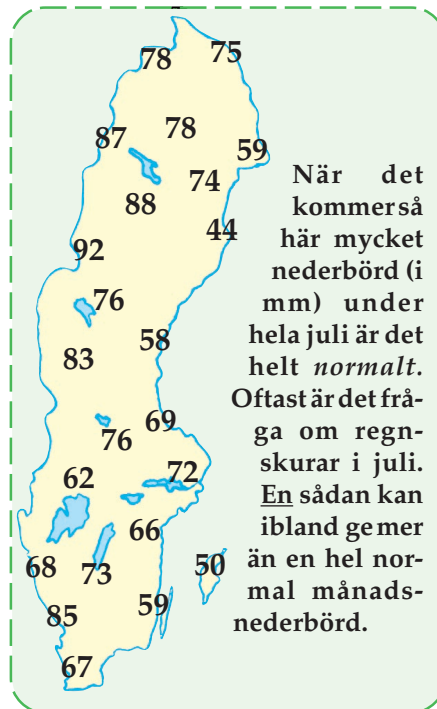 78
75
87
78
59
74
88
44
92
76
58
83
69
76
62
72
66
68
73
50
59
85
67
När det
kommer så
här mycket
nederbörd (i
mm) under
hela juli är det
helt normalt.
Oftast är det frå-
ga om regn-
skurar i juli.
En sådan kan
ibland ge mer
än en hel nor-
mal månads-
nederbörd.